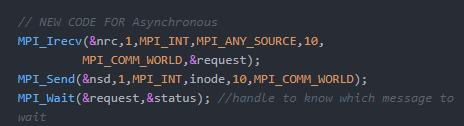 // NEW CODE FOR Asynchronous
MPI_Irecv(&nrc,1,MPI_INT,MPI_ANY_SOURCE,10,
MPI_COMM_WORLD,&request);
MPI_Send(&nsd,1,MPI_INT,inode,10,MPI_COMM_WORLD);
MPI_Wait(&request,&status); //handle to know which message to
wait